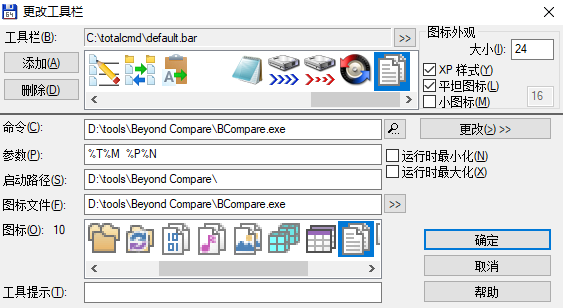 更改工具栏
工具栏(B):
C:\totalcmd\default.bar
>>
图标外观
大小(I):
24
添加(A)
删除(D)
XP 样式(Y)
平坦图标(L)
小图标(M)
16
命令(C):
D:\tools\Beyond Compare\BCompare.exe
更改(>) >>
参数(P):
%T%M %P%N
运行时最小化(N)
运行时最大化(X)
启动路径(S):
D:\tools\Beyond Compare\
图标文件(F):
D:\tools\Beyond Compare\BCompare.exe
>>
图标(O):
10
确定
取消
工具提示(T):
帮助